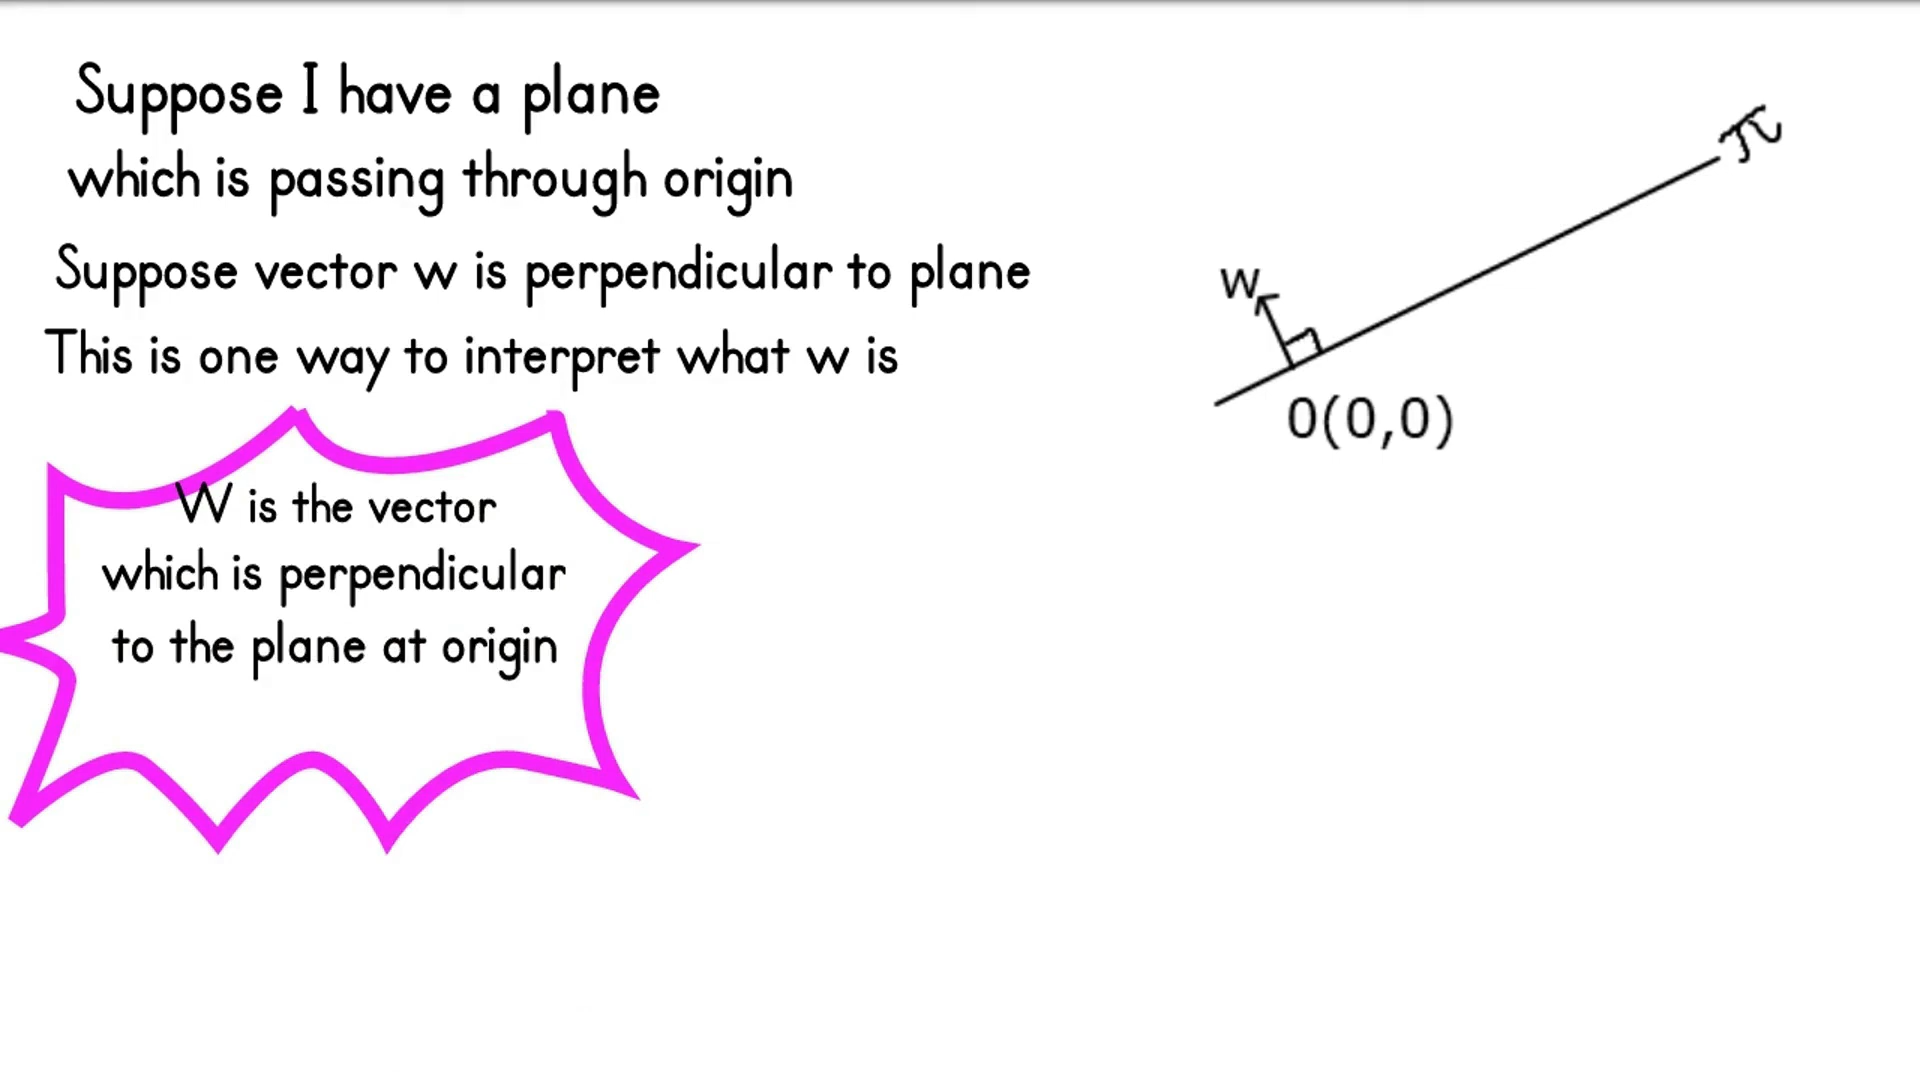 Suppose I have a plane
which is passing through origin
Suppose vector w is perpendicular to plane
This is one way to interpret what w is
W is the vector
which is perpendicular
to the plane at origin
π
w
O(0,0)